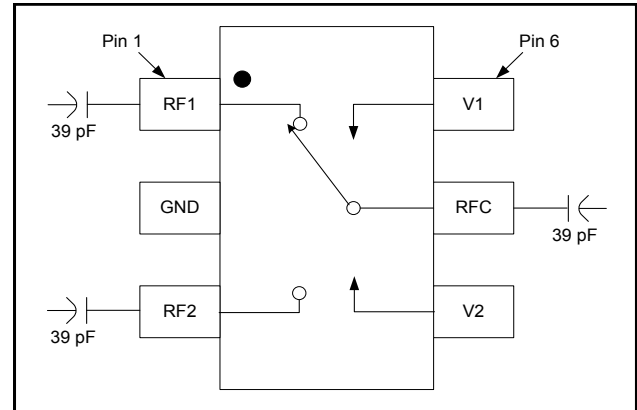 Pin 1
Pin 6
RF1
V1
39 pF
GND
RFC
39 pF
RF2
V2
39 pF